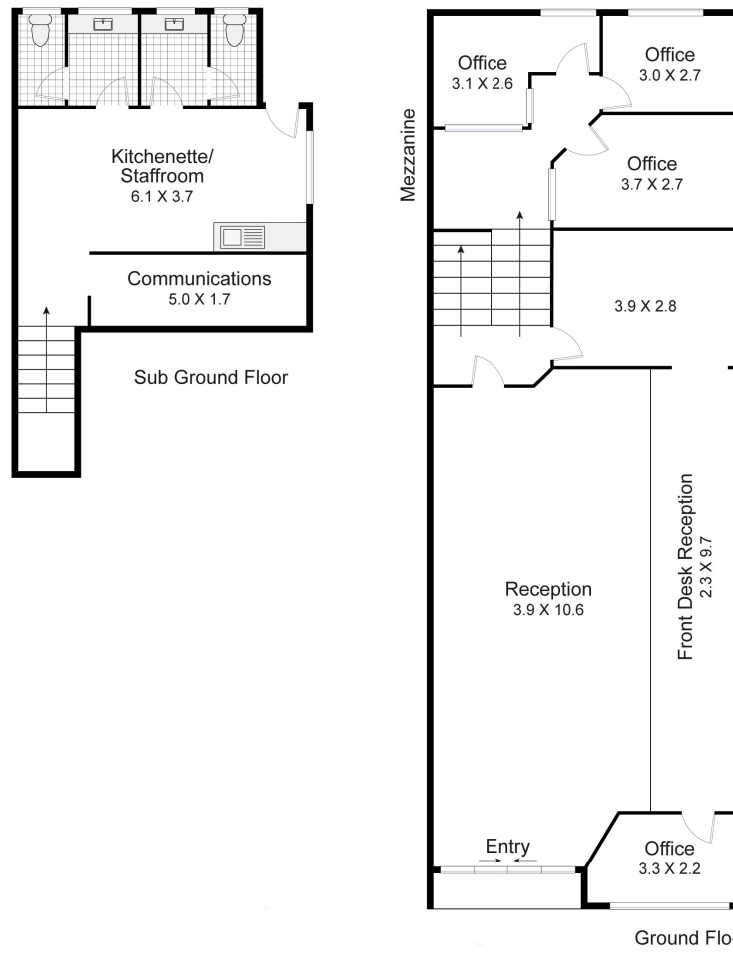 Kitchenette/
Staffroom
6.1 X 3.7
Communications
5.0 X 1.7
Sub Ground Floor
Mezzanine
Office
3.1 X 2.6
Office
3.0 X 2.7
Office
3.7 X 2.7
3.9 X 2.8
Reception
3.9 X 10.6
Front Desk Reception
2.3 X 9.7
Entry
Office
3.3 X 2.2
Ground